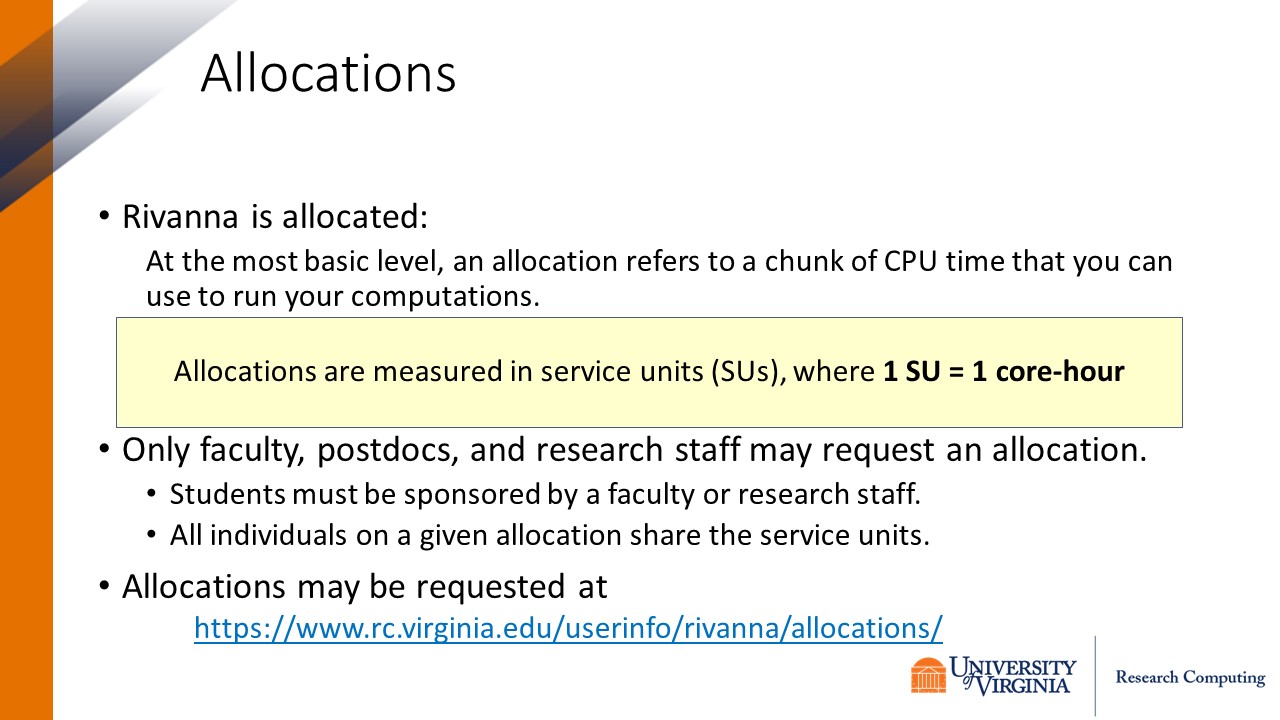 Allocations
• Rivanna is allocated:
At the most basic level, an allocation refers to a chunk of CPU time that you can
use to run your computations.
Allocations are measured in service units (SUs), where 1 SU = 1 core-hour
• Only faculty, postdocs, and research staff may request an allocation.
• Students must be sponsored by a faculty or research staff.
• All individuals on a given allocation share the service units.
• Allocations may be requested at
https://www.rc.virginia.edu/userinfo/rivanna/allocations/
UNIVERSITY
of VIRGINIA
Research Computing